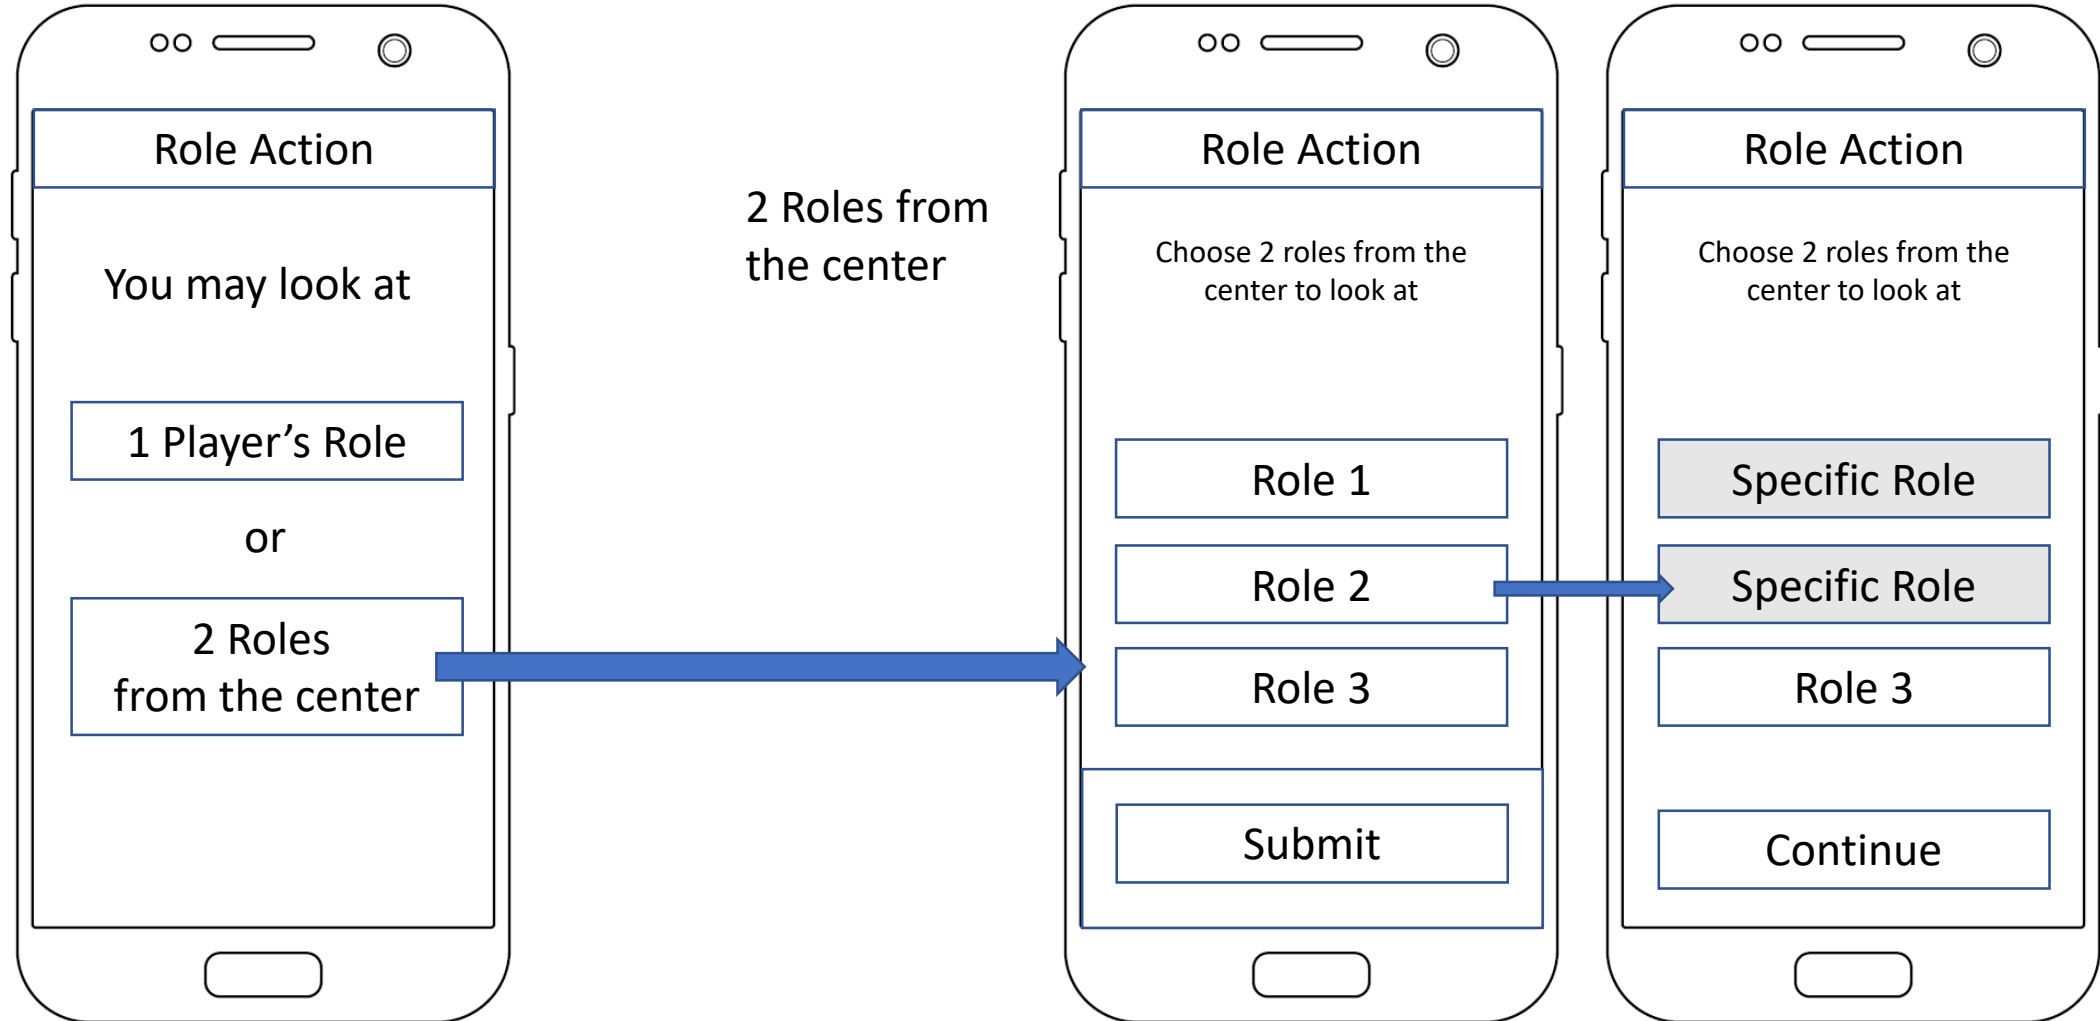 Role Action
You may look at
1 Player’s Role
or
2 Roles
from the center
2 Roles from
the center
Role Action
Choose 2 roles from the
center to look at
Role 1
Role 2
Role 3
Submit
Role Action
Choose 2 roles from the
center to look at
Specific Role
Specific Role
Role 3
Continue